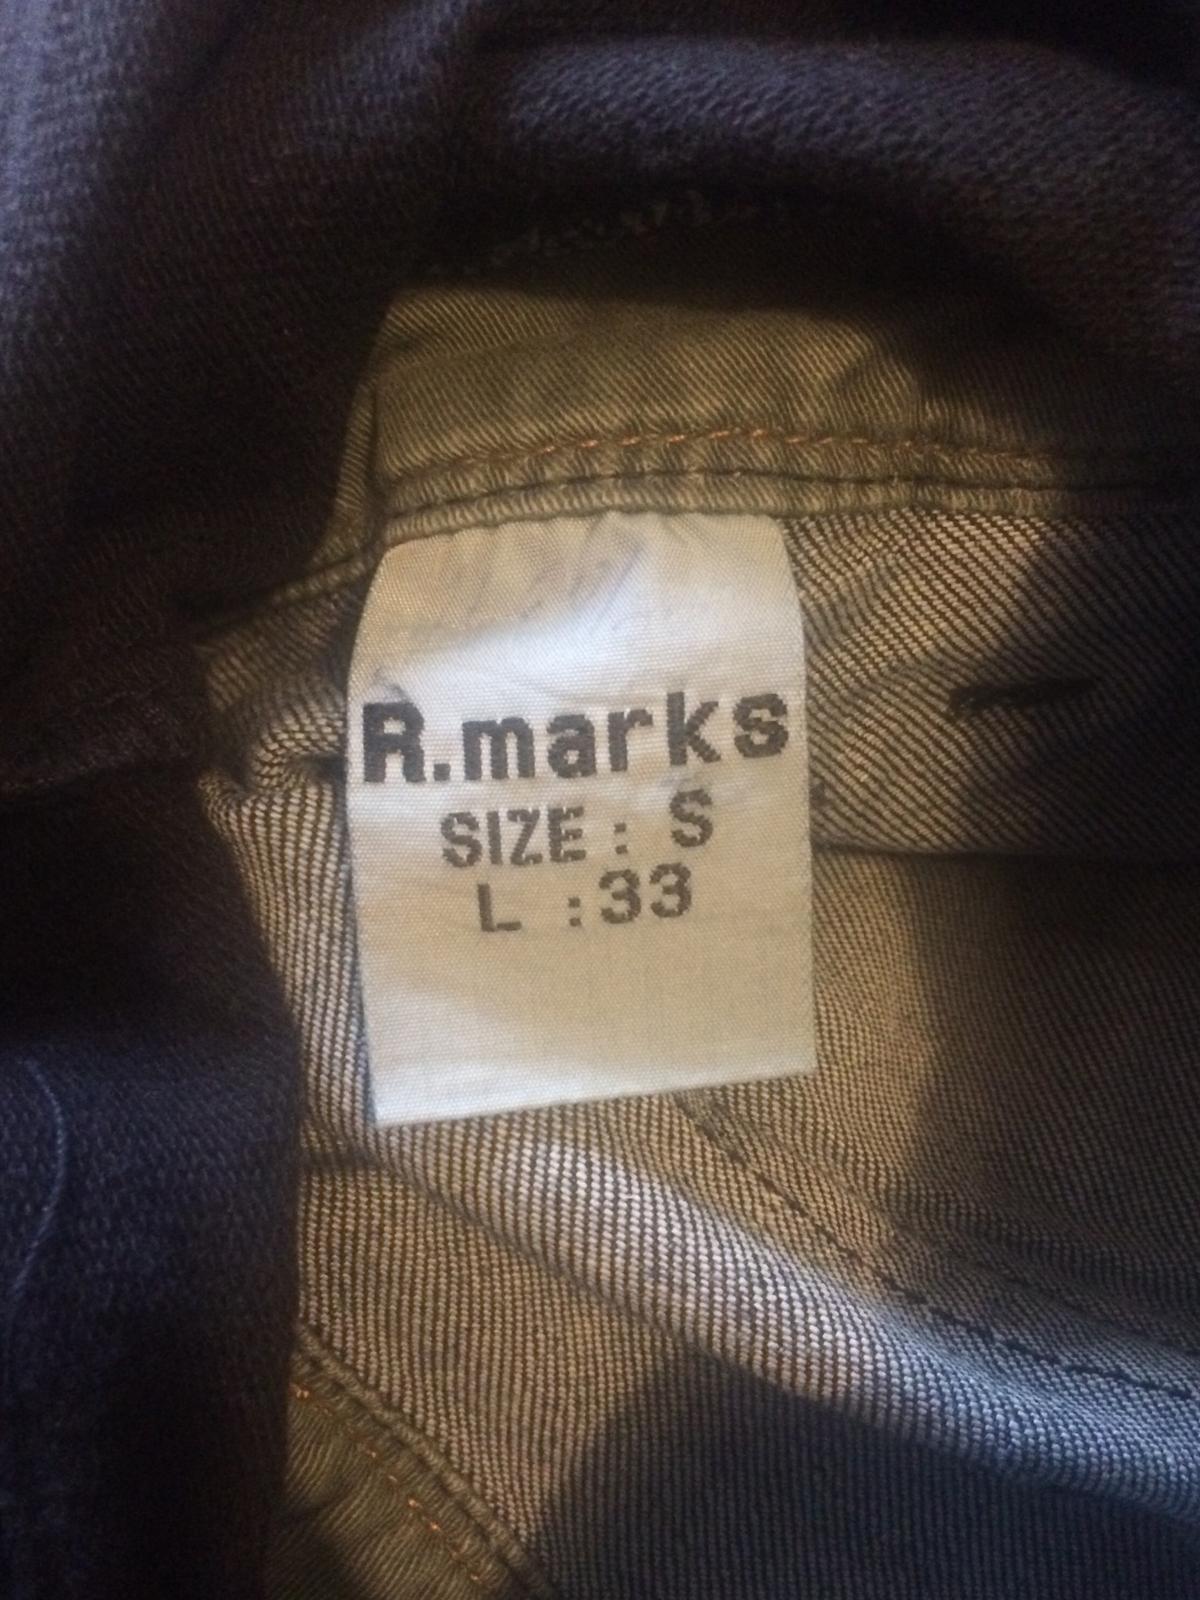 R.marks
SIZE : S
L : 33